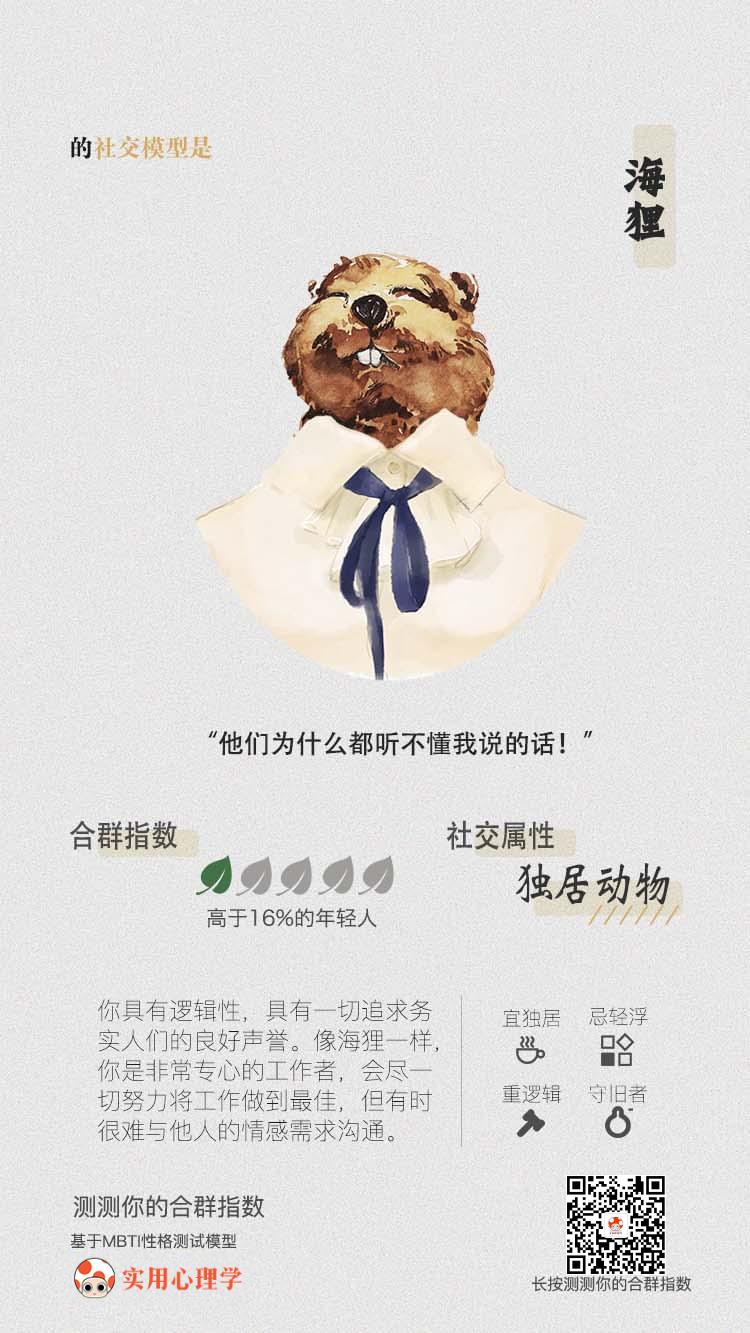 的社交模型是
海狸
“他们为什么都听不懂我说的话！”
合群指数
高于16%的年轻人
社交属性
独居动物
你具有逻辑性，具有一切追求务
实人们的良好声誉。像海狸一样，
你是非常专心的工作者，会尽一
切努力将工作做到最佳，但有时
很难与他人的情感需求沟通。
宜独居 忌轻浮
重逻辑 守旧者
测测你的合群指数
基于MBTI性格测试模型
实用心理学
长按测测你的合群指数